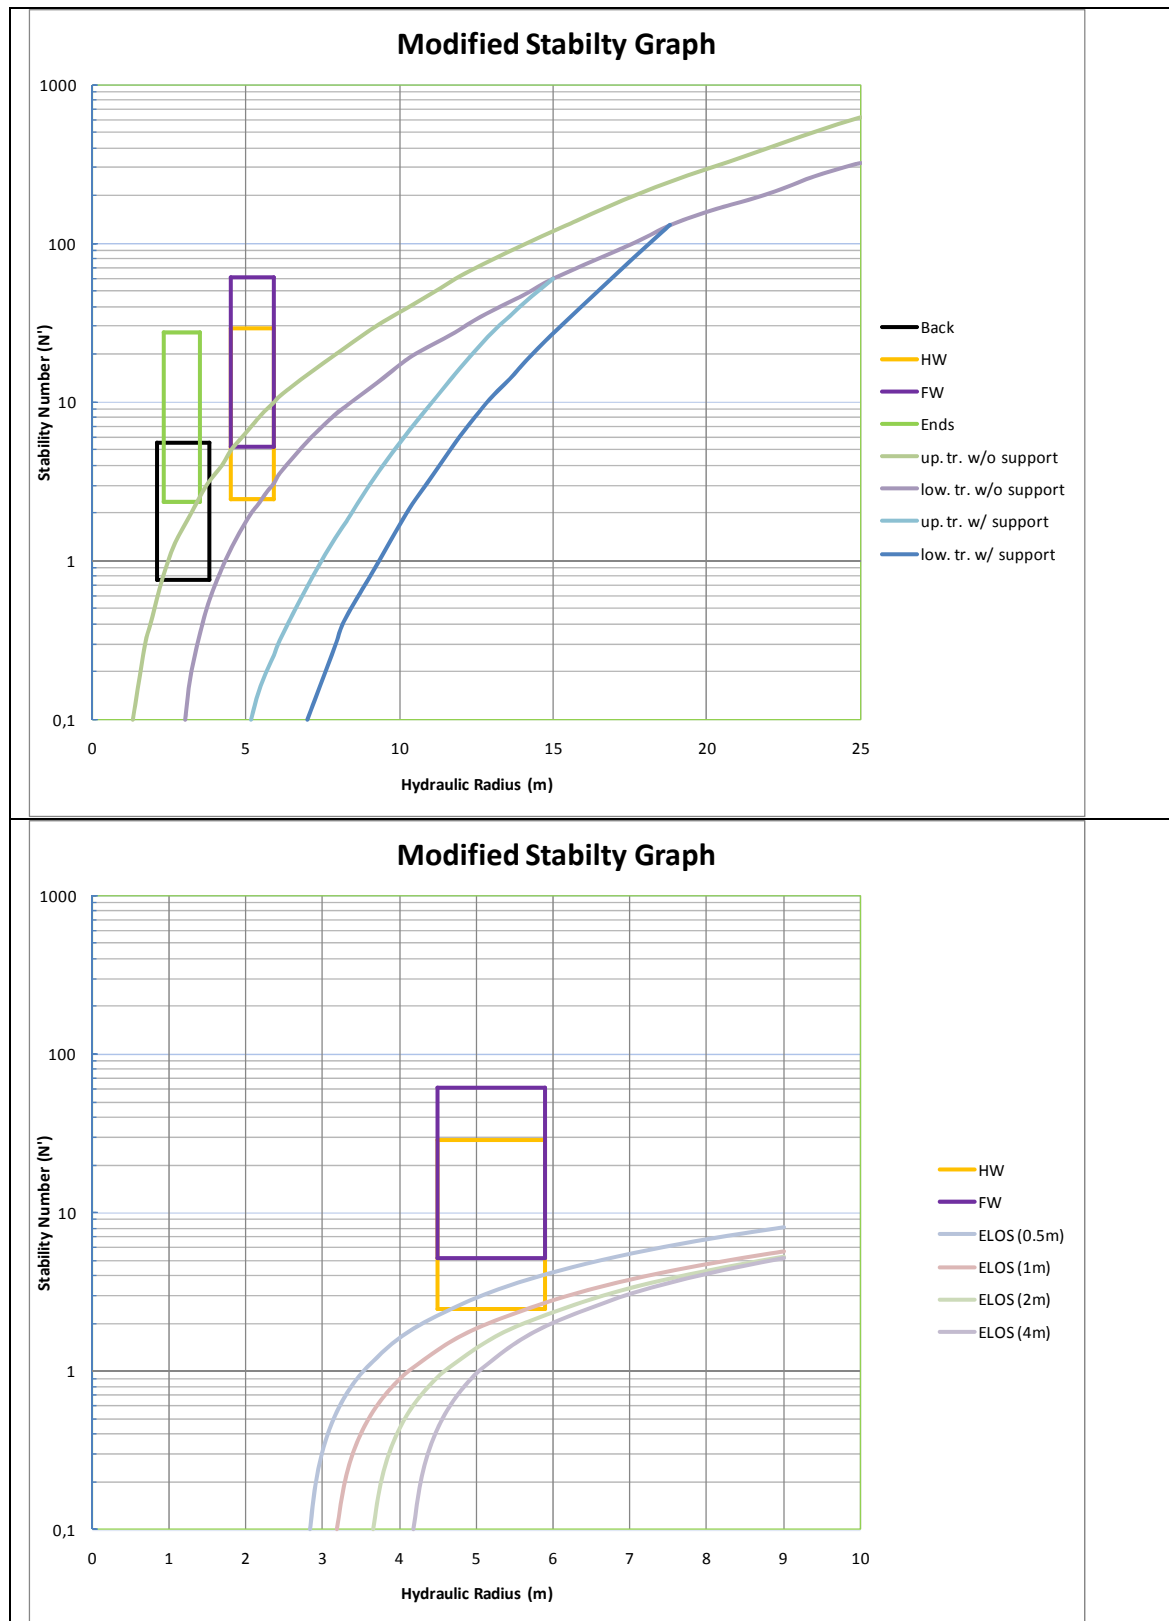 Modified Stabilty Graph
1000
100
10
1
0,1
Stability Number (N')
0 5 10 15 20 25
Hydraulic Radius (m)
Back
HW
FW
Ends
up. tr. w/o support
low. tr. w/o support
up. tr. w/ support
low. tr. w/ support
Modified Stabilty Graph
1000
100
10
1
0,1
Stability Number (N')
0 1 2 3 4 5 6 7 8 9 10
Hydraulic Radius (m)
HW
FW
ELOS (0.5m)
ELOS (1m)
ELOS (2m)
ELOS (4m)